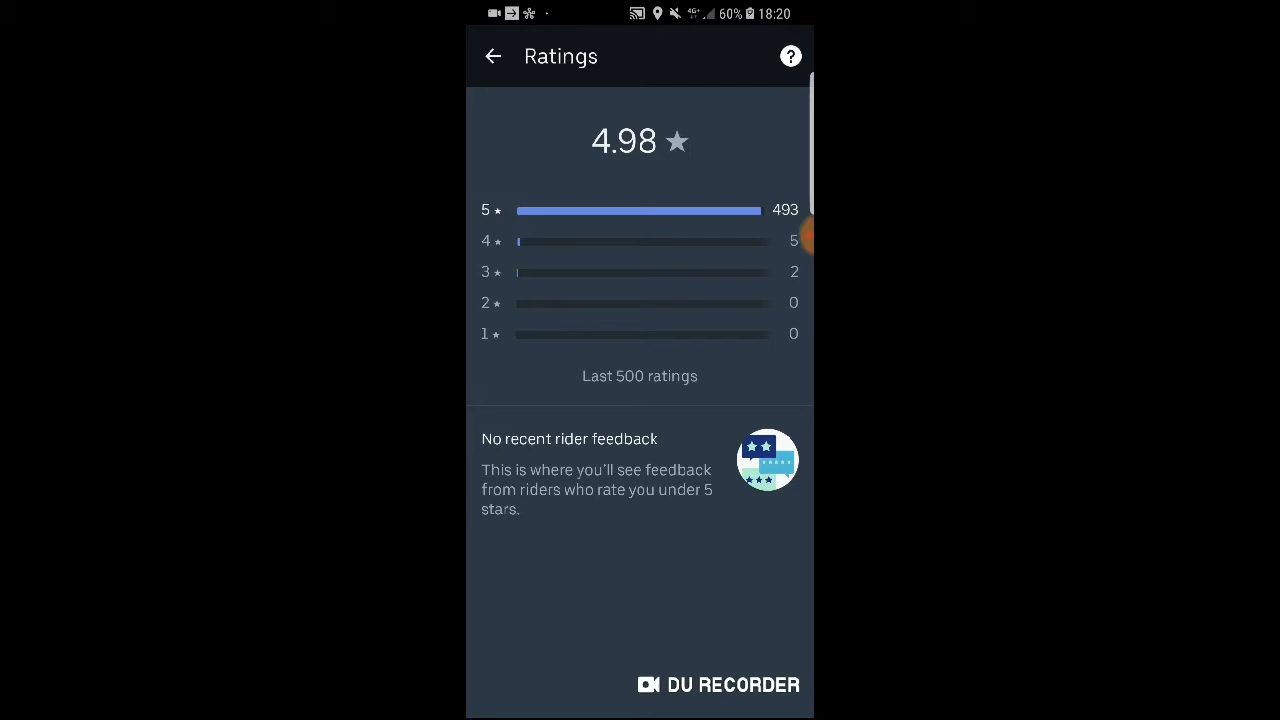 60% 18:20
Ratings ?
4.98
5 493
4 5
3 2
2 0
1 0
Last 500 ratings
No recent rider feedback
This is where you'll see feedback
from riders who rate you under 5
stars.
DU RECORDER